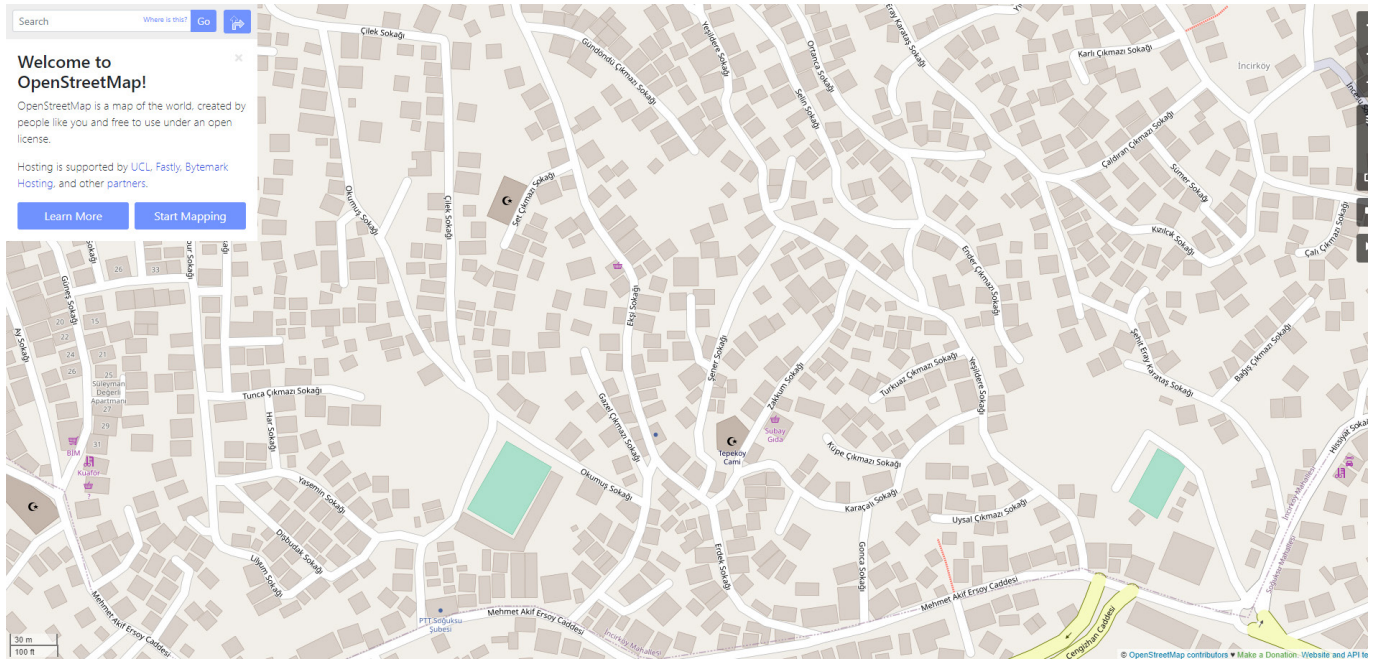 Search
Where is this?
Go
Welcome to
OpenStreetMap!
OpenStreetMap is a map of the world, created by
people like you and free to use under an open
license.
Hosting is supported by UCL, Fastly, Bytemark
Hosting, and other partners.
Learn More
Start Mapping
Çilek Sokağı
Gündöndü Çıkmazı Sokağı
Yeşildere Sokağı
Ortanca Sokağı
Eray Karataş Sokağı
Selin Sokağı
Karlı Çıkmazı Sokağı
İncirköy
Çaldıran Çıkmazı Sokağı
Sümer Sokağı
Okumuş Sokağı
Çilek Sokağı
Set Çıkmazı Sokağı
Kızılcık Sokağı
Çalı Çıkmazı Sokağı
Ender Çıkmazı Sokağı
Güneş Sokağı
26
33
20
15
22
24
21
26
25
Süleyman
Değerli
Apartmanı
27
29
31
Ay Sokağı
Ekşi Sokağı
Şener Sokağı
Zakkum Sokağı
Turkuaz Çıkmazı Sokağı
Yeşildere Sokağı
Şehit Eray Karataş Sokağı
Bağış Çıkmazı Sokağı
Tunca Çıkmazı Sokağı
Har Sokağı
Gazel Çıkmazı Sokağı
BİM
Kuaför
?
Subay
Gıda
Tepeköy
Cami
Küpe Çıkmazı Sokağı
Hissiyat Sokağı
Yasemin Sokağı
Okumuş Sokağı
Karaçalı Sokağı
Uysal Çıkmazı Sokağı
İncirköy Mahallesi
Soğuksu Mahallesi
Dişbudak Sokağı
Lilyum Sokağı
Erdek Sokağı
Gonca Sokağı
Mehmet Akif Ersoy Caddesi
PTT Soğuksu
Şubesi
Mehmet Akif Ersoy Caddesi
Mehmet Akif Ersoy Caddesi
İncirköy Mahallesi
Cengizhan Caddesi
30 m
100 ft
© OpenStreetMap contributors ♥ Make a Donation. Website and API te